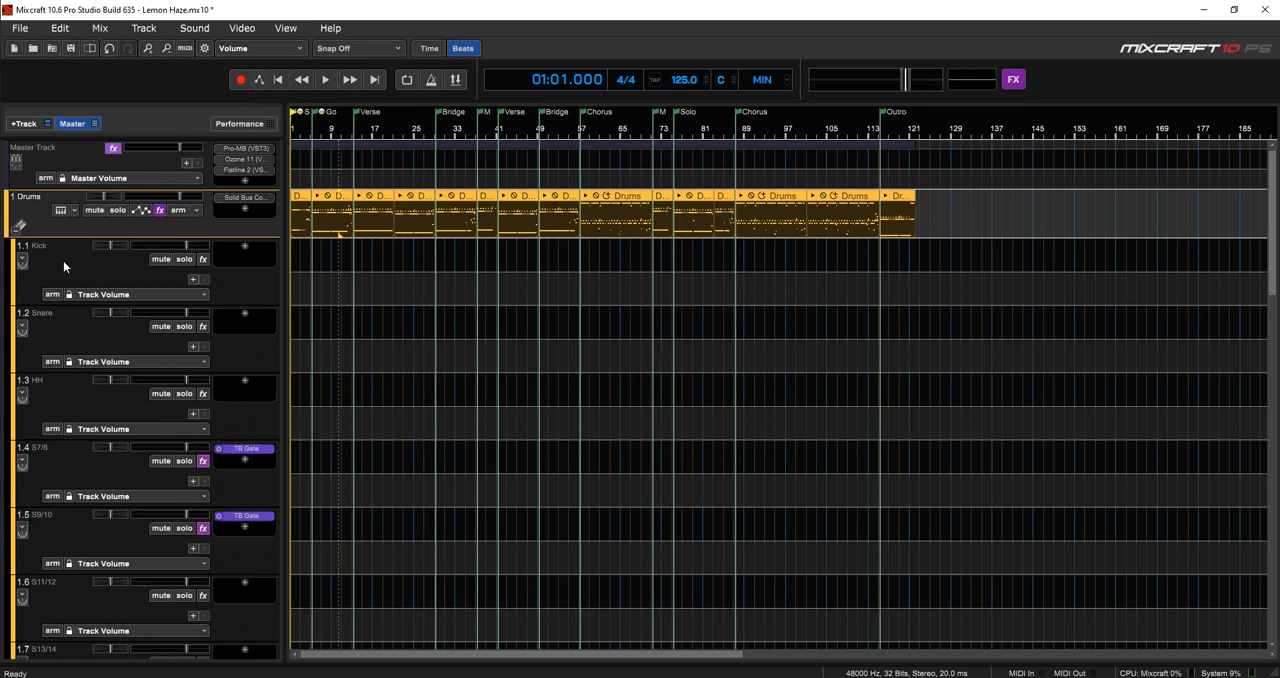 Mixcraft 10.6 Pro Studio Build 635 - Lemon Haze.mx10 *
File Edit Mix Track Sound Video View Help
MIDI Volume Snap Off Time Beats MIXCRAFT 10 PS
01:01.000 4/4 TAP 125.0 C MIN FX
+Track Master Performance
S Go Verse Bridge M Verse Bridge Chorus M Solo Chorus Outro
1 9 17 25 33 41 49 57 65 73 81 89 97 105 113 121 129 137 145 153 161 169 177 185
Master Track fx Pro-MB (VST3)
Ozone 11 (V...
Flatline 2 (VS...
arm Master Volume
1 Drums Solid Bus Co...
mute solo fx arm
D... D... D... D... D... D... D... D... Drums D... D... D... Drums Drums Dr...
1.1 Kick
mute solo fx
arm Track Volume
1.2 Snare
mute solo fx
arm Track Volume
1.3 HH
mute solo fx
arm Track Volume
1.4 S7/8 TB Gate
mute solo fx
arm Track Volume
1.5 S9/10 TB Gate
mute solo fx
arm Track Volume
1.6 S11/12
mute solo fx
arm Track Volume
1.7 S13/14
Ready 48000 Hz, 32 Bits, Stereo, 20.0 ms MIDI In MIDI Out CPU: Mixcraft 0% System 9%